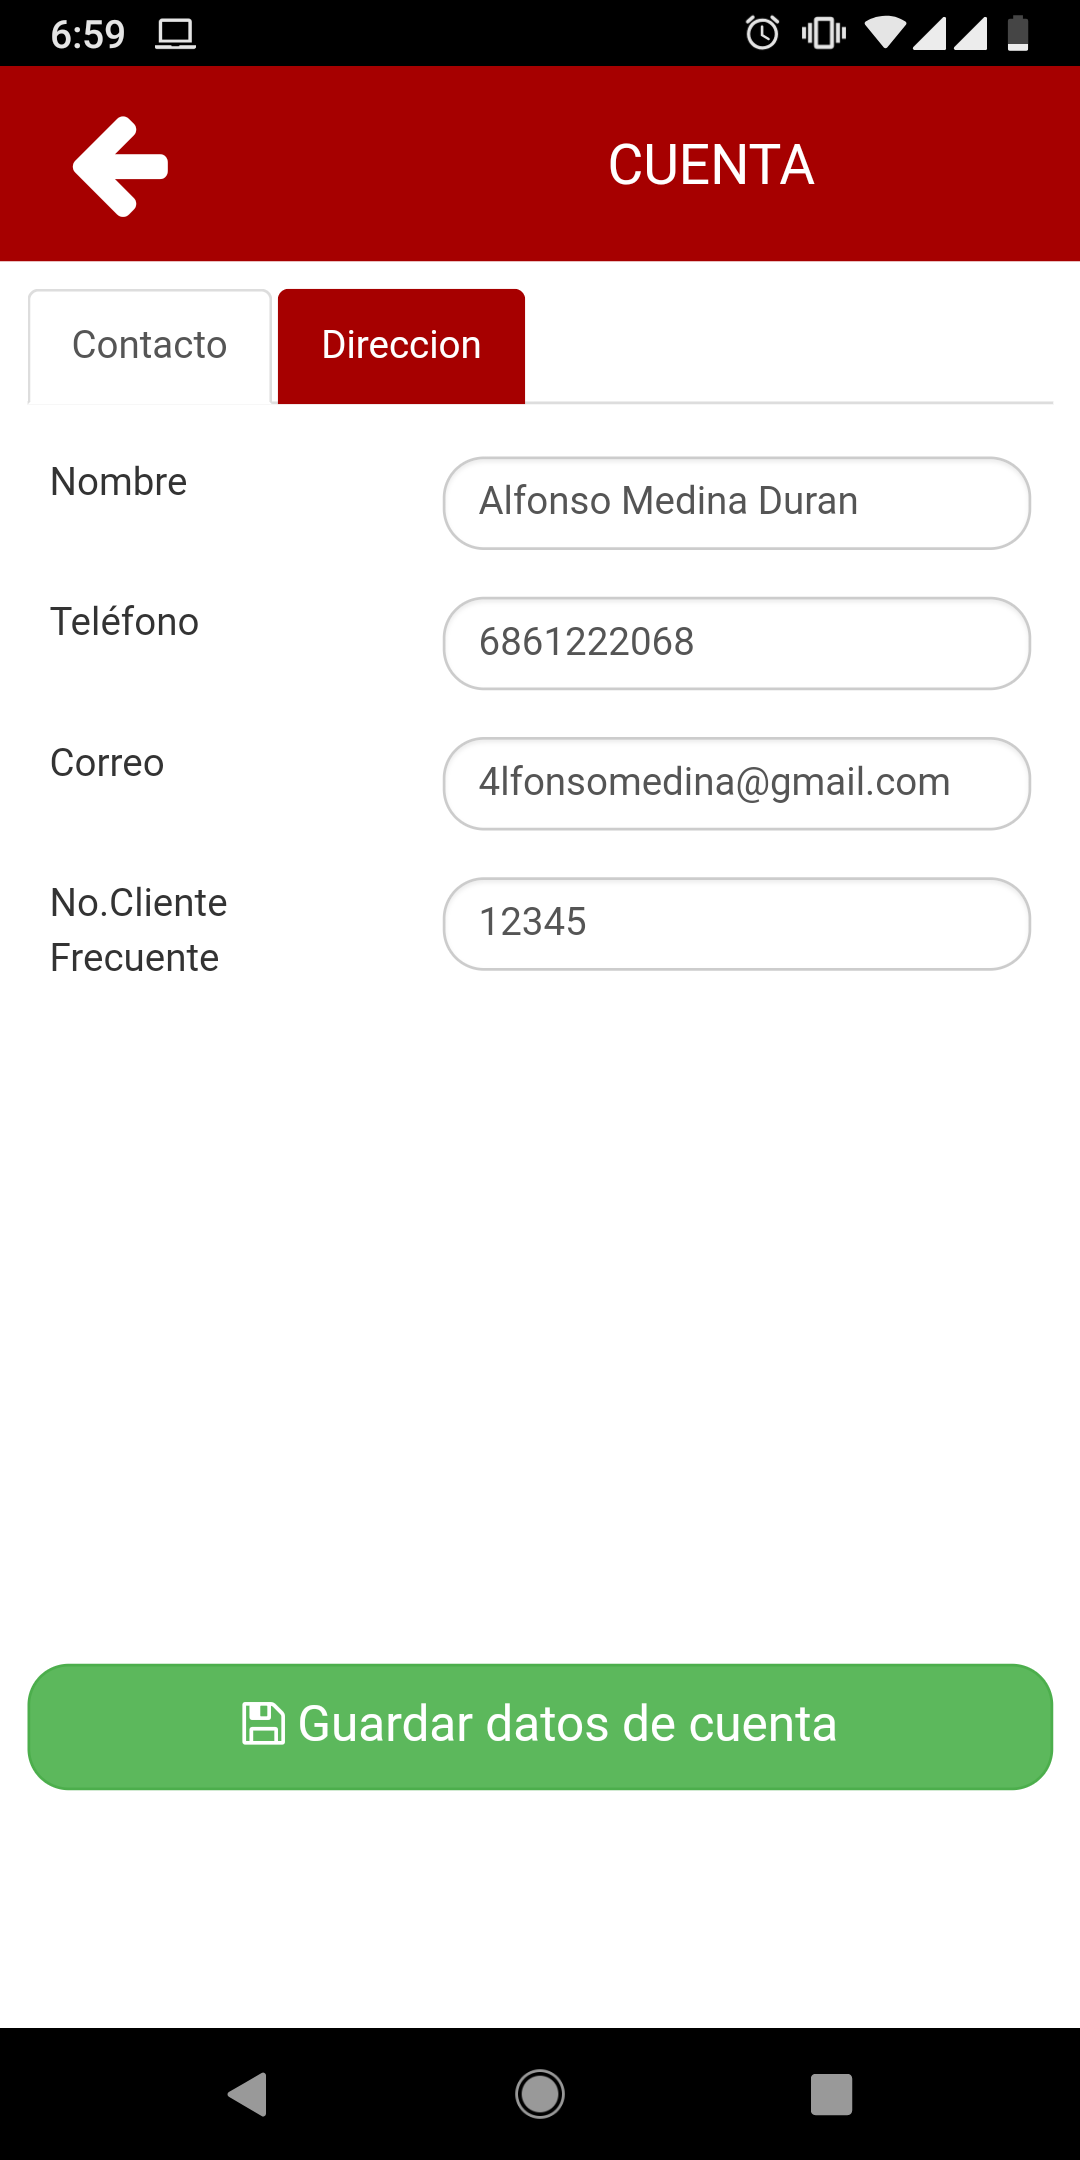 6:59
CUENTA
Contacto Direccion
Nombre Alfonso Medina Duran
Teléfono 6861222068
Correo 4lfonsomedina@gmail.com
No.Cliente 12345
Frecuente
Guardar datos de cuenta